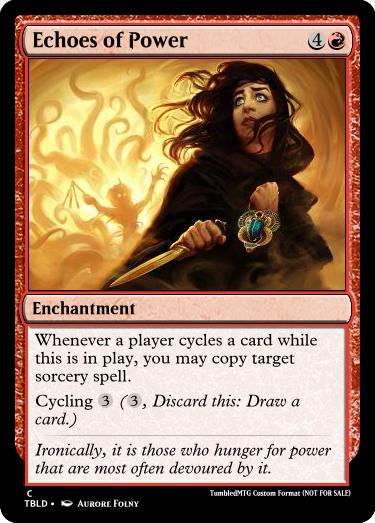 Echoes of Power 4
Enchantment
Whenever a player cycles a card while
this is in play, you may copy target
sorcery spell.
Cycling 3 (3, Discard this: Draw a
card.)
Ironically, it is those who hunger for power
that are most often devoured by it.
C
TBLD • Aurore Folny
TumbledMTG Custom Format (NOT FOR SALE)